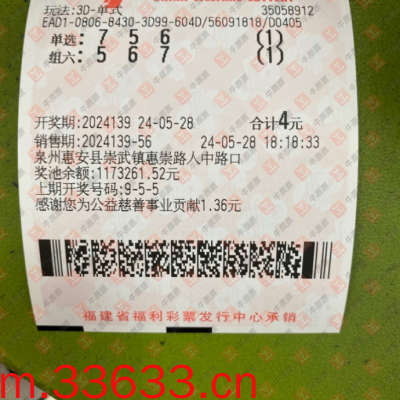 玩法:3D-单式
35058912
EAD1-0806-8430-3D99-604D/56091818/D0405
单选: 7 5 6 (1)
组六: 5 6 7 (1)
开奖期:2024139 24-05-28 合计4元
销售期:2024139-56 24-05-28 18:18:33
泉州惠安县崇武镇惠崇路人中路口
奖池余额:1173261.52元
上期开奖号码:9-5-5
感谢您为公益慈善事业贡献1.36元
福建省福利彩票发行中心承销
m.33633.cn